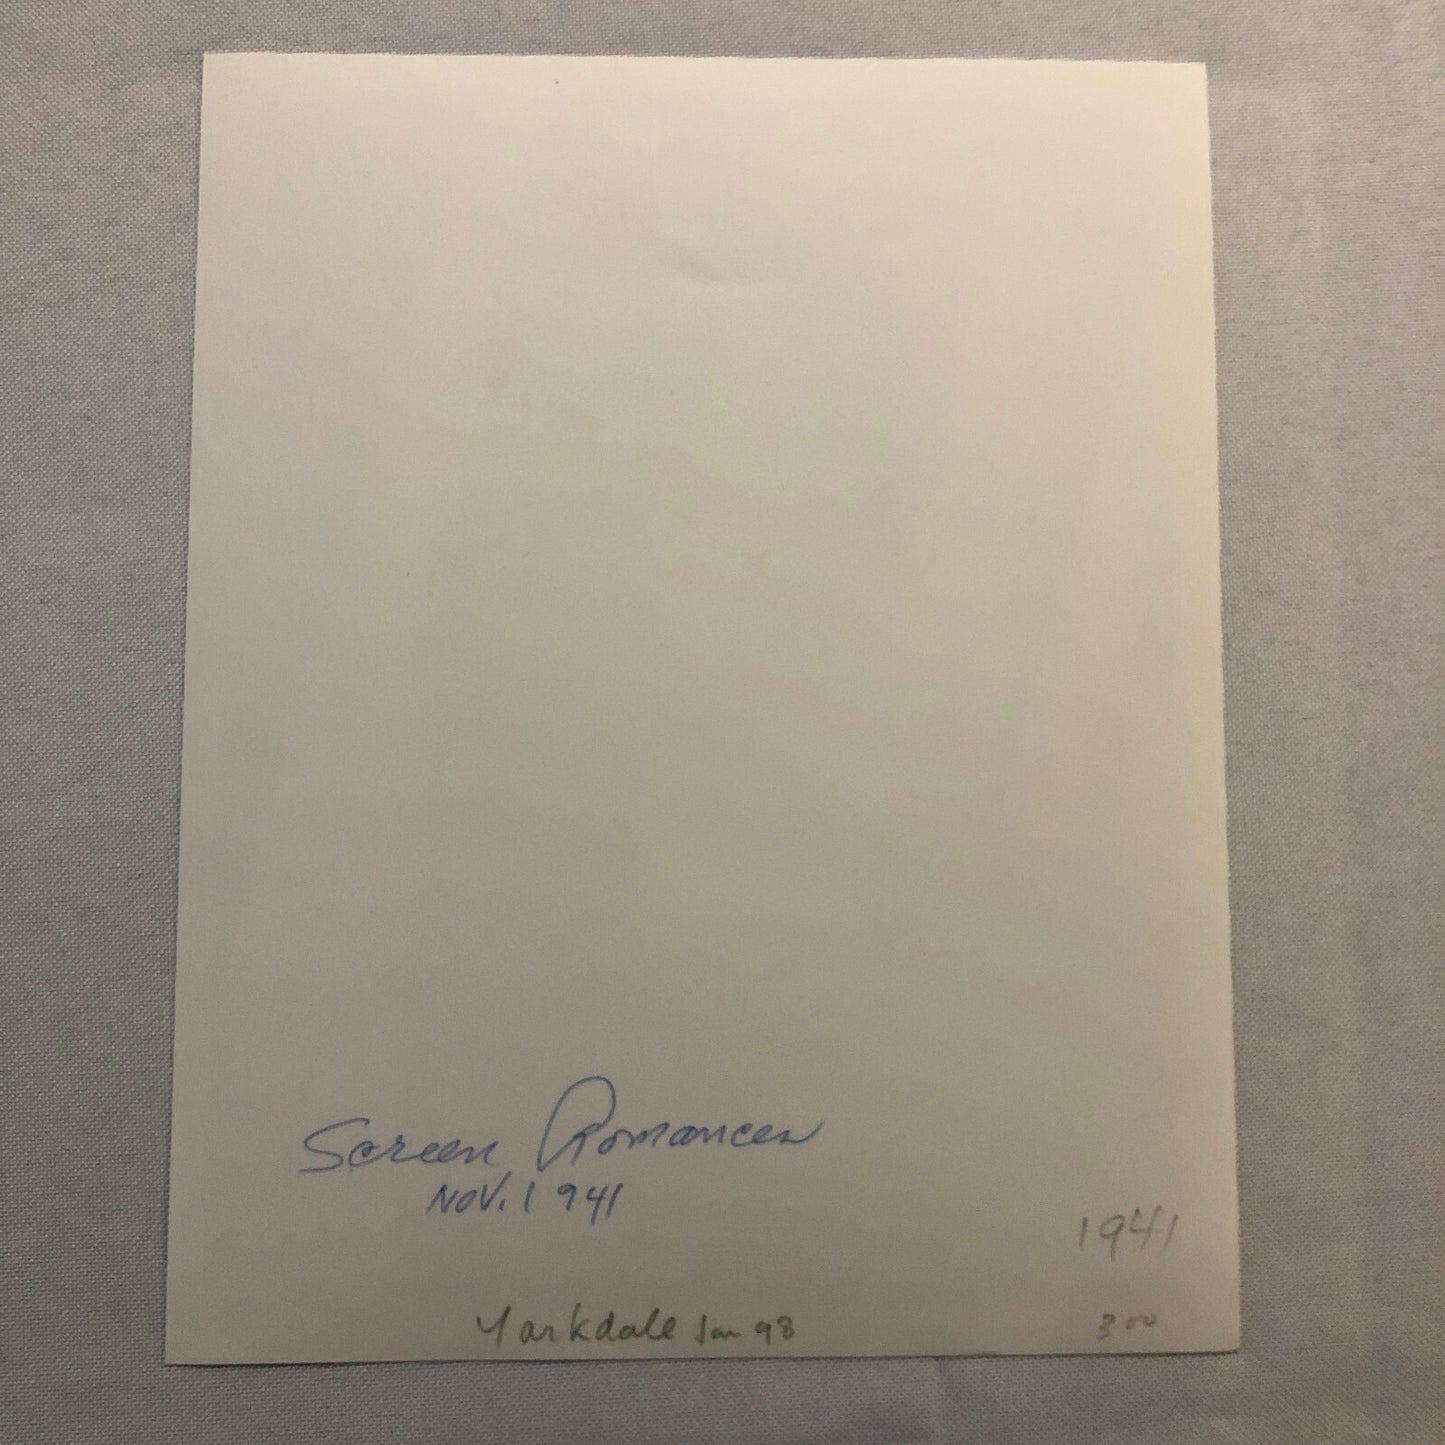 Screen Romances
Nov. 1941
1941
Yorkdale Jan 98
3 00